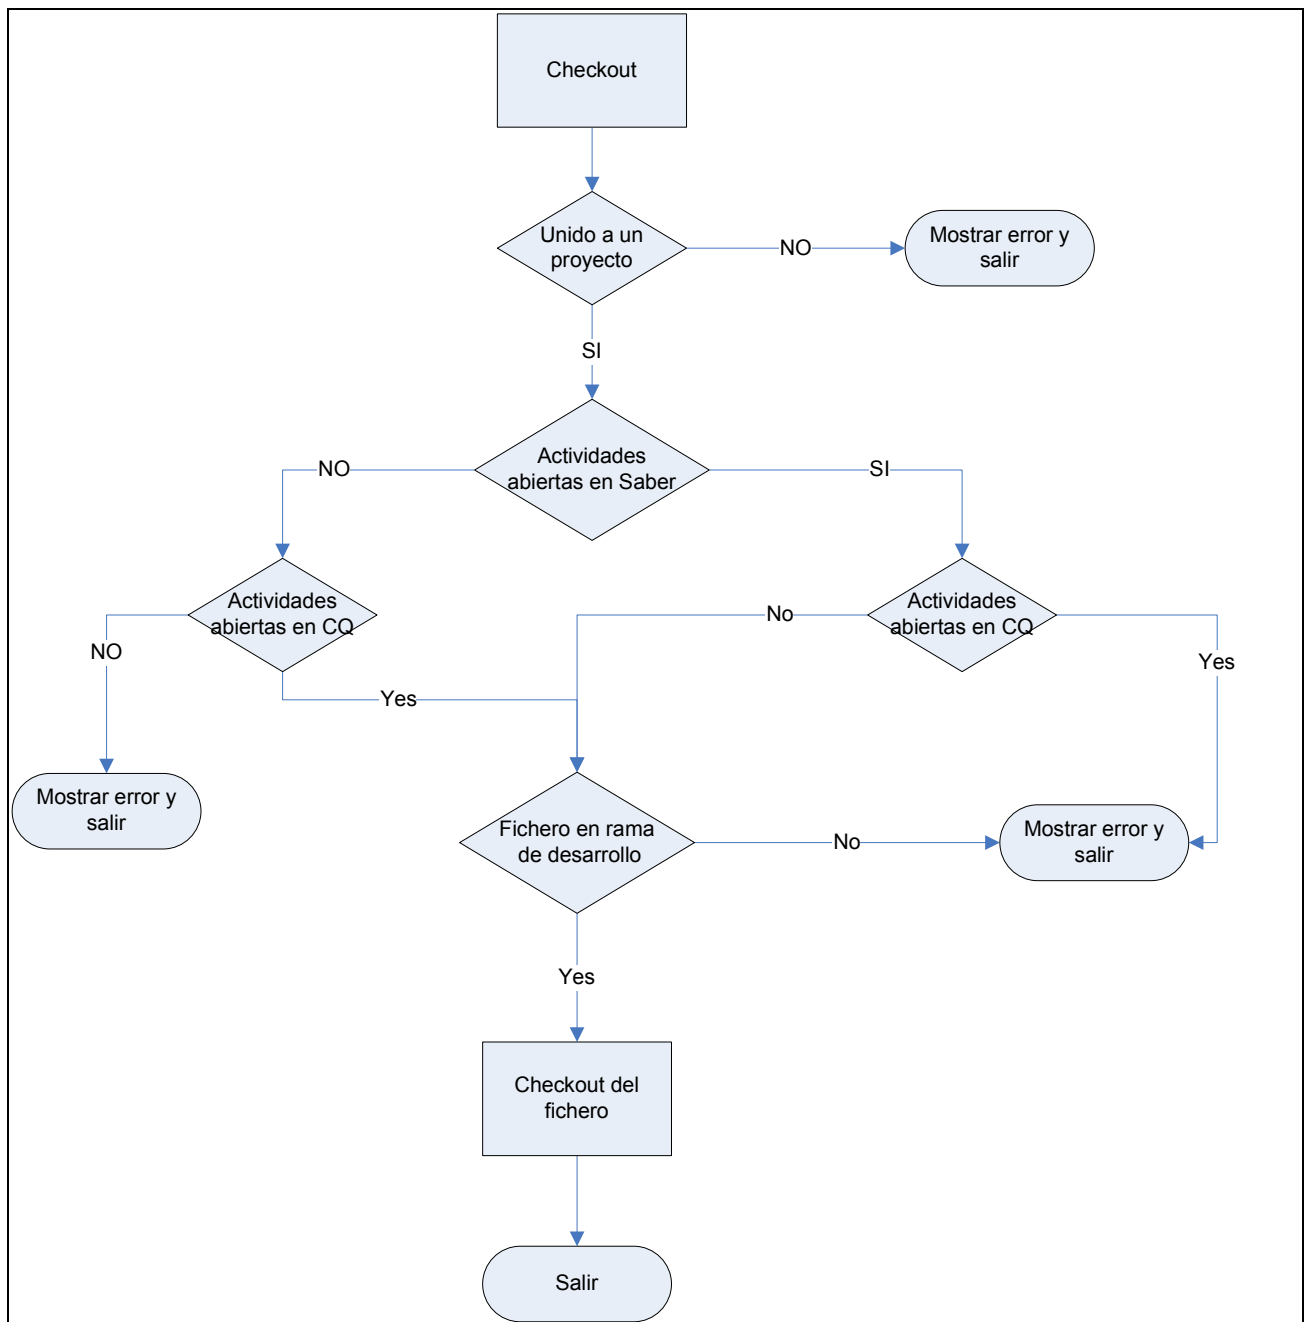 Checkout
Unido a un
proyecto
NO
Mostrar error y
salir
SI
Actividades
abiertas en Saber
NO
SI
Actividades
abiertas en CQ
No
Actividades
abiertas en CQ
NO
Yes
Yes
Mostrar error y
salir
Fichero en rama
de desarrollo
No
Mostrar error y
salir
Yes
Checkout del
fichero
Salir